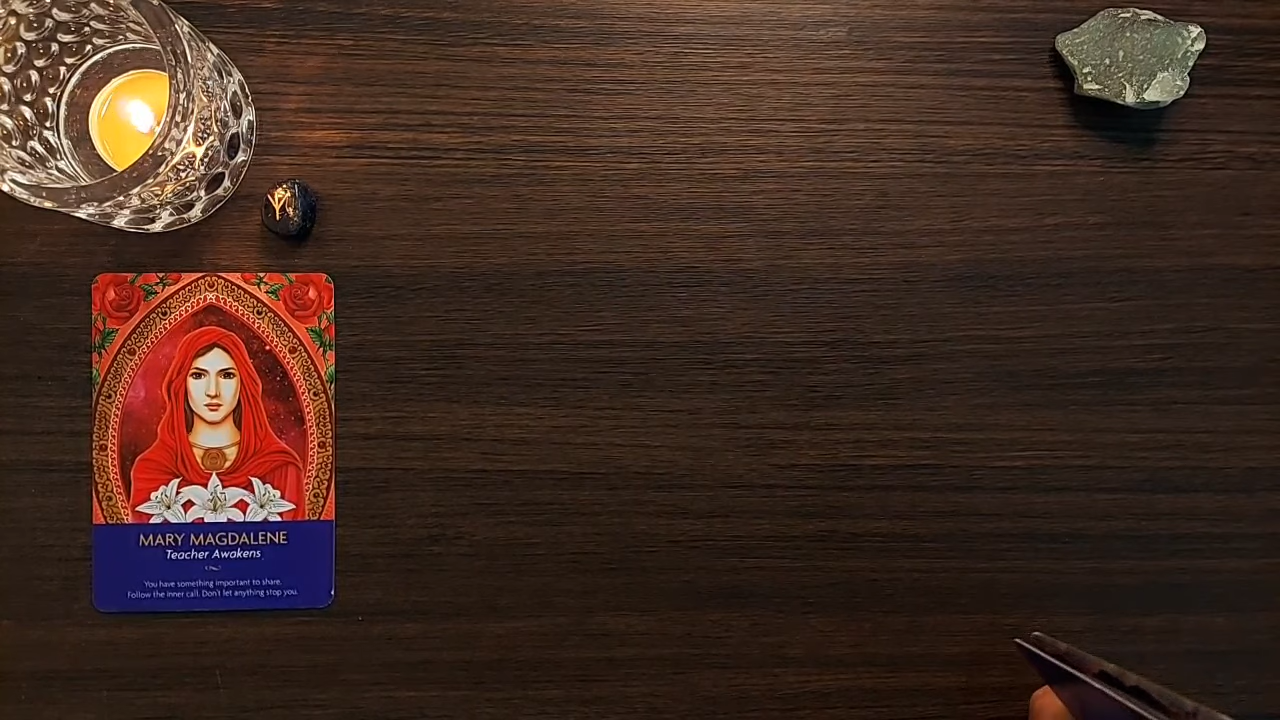 MARY MAGDALENE
Teacher Awakens
You have something important to share.
Follow the inner call. Don't let anything stop you.